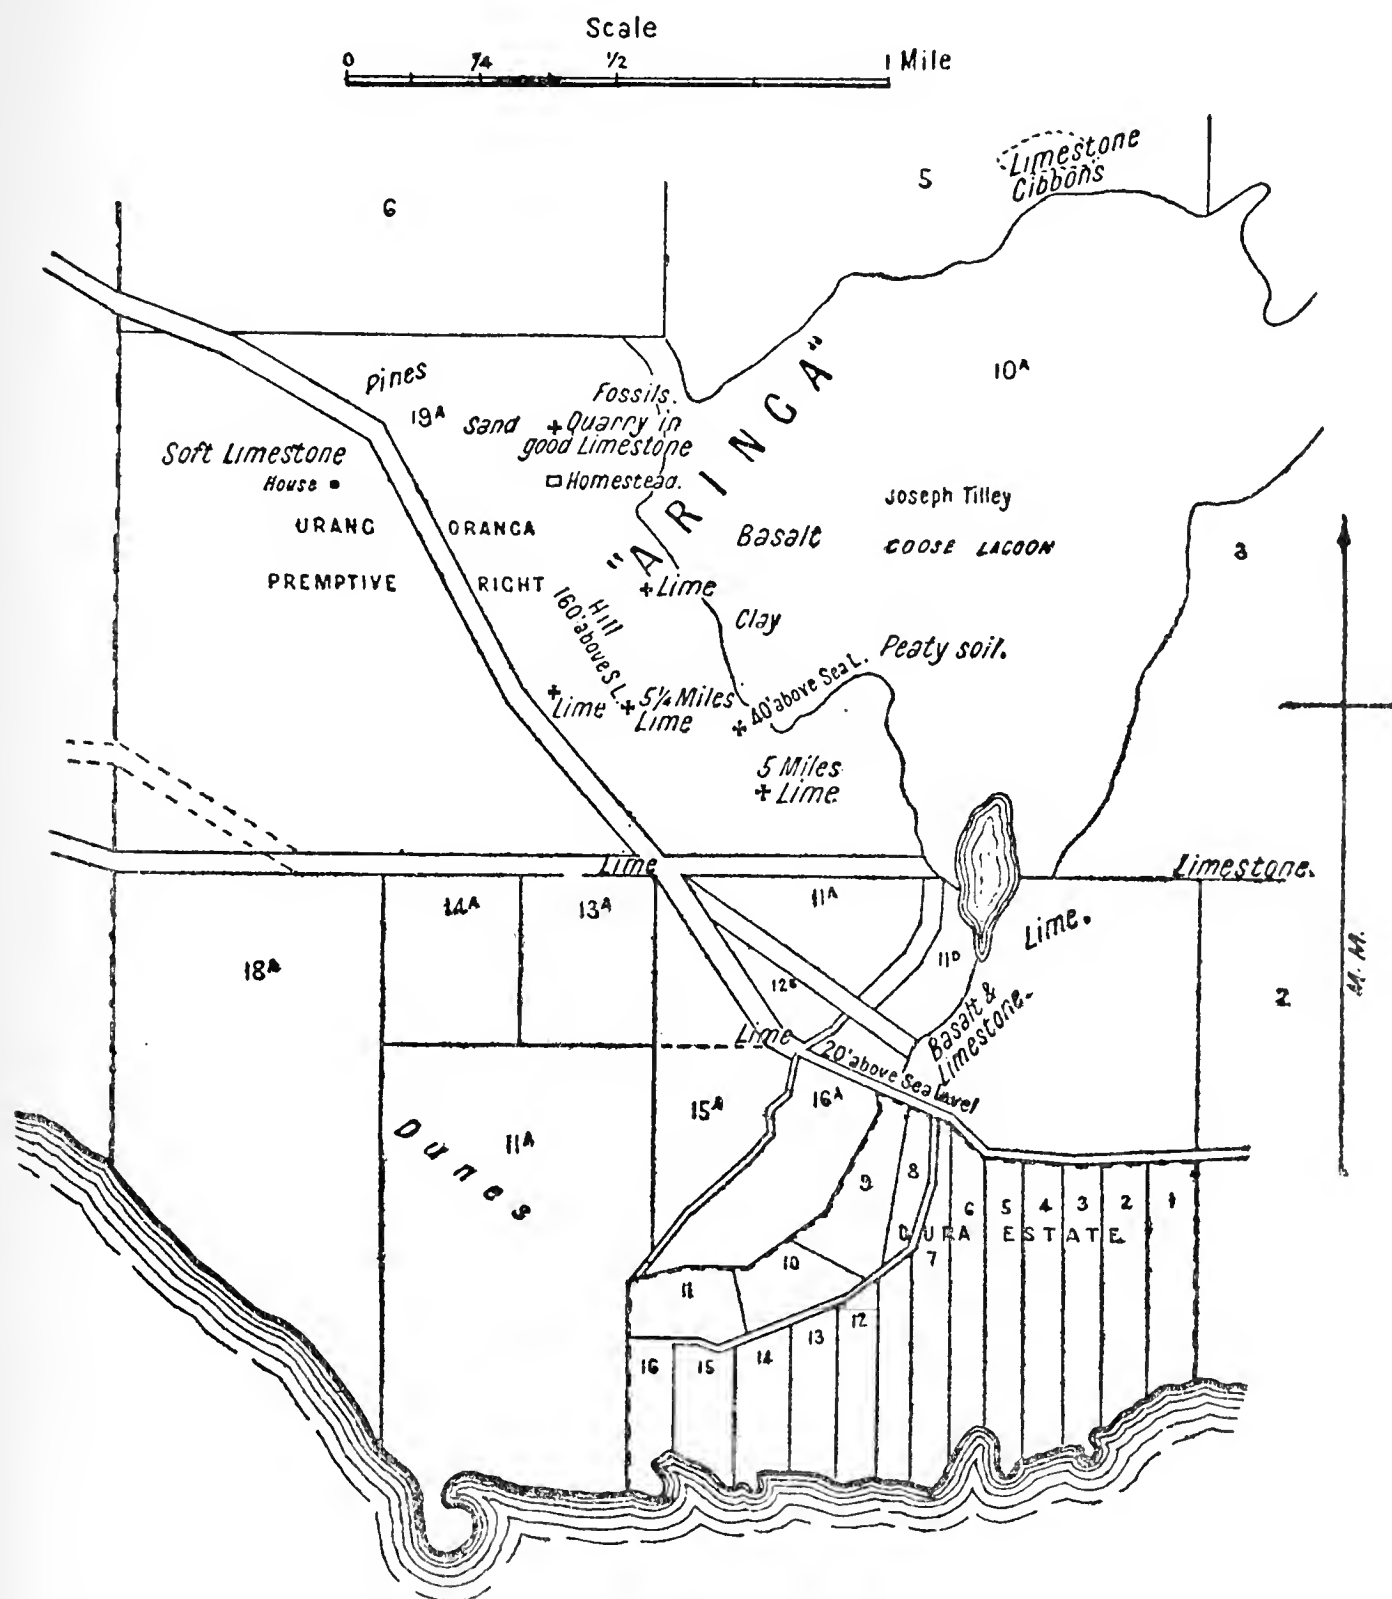 Scale
0 1/4 1/2 1 Mile
Limestone
Gibbons
5
6
Pines
10A
Fossils.
19A Sand + Quarry in
good Limestone
Soft Limestone
House
Homestead.
"ARINGA"
Joseph Tilley
URANG ORANGA
Basalt
GOOSE LAGOON
3
PREMPTIVE RIGHT
+Lime
Hill
160' above S.L.
Clay
Peaty soil.
40' above Sea L.
+
Lime
+ 5 1/4 Miles
Lime
+
5 Miles
+ Lime
Lime
Limestone.
14A
13A
11A
Lime.
18A
11D
M.M.
2
Lime
Basalt &
Limestone.
20' above Sea Level
15A
16A
Dunes
11A
9
8
6
5
4
3
2
1
DURA ESTATE
7
10
11
12
13
14
15
16